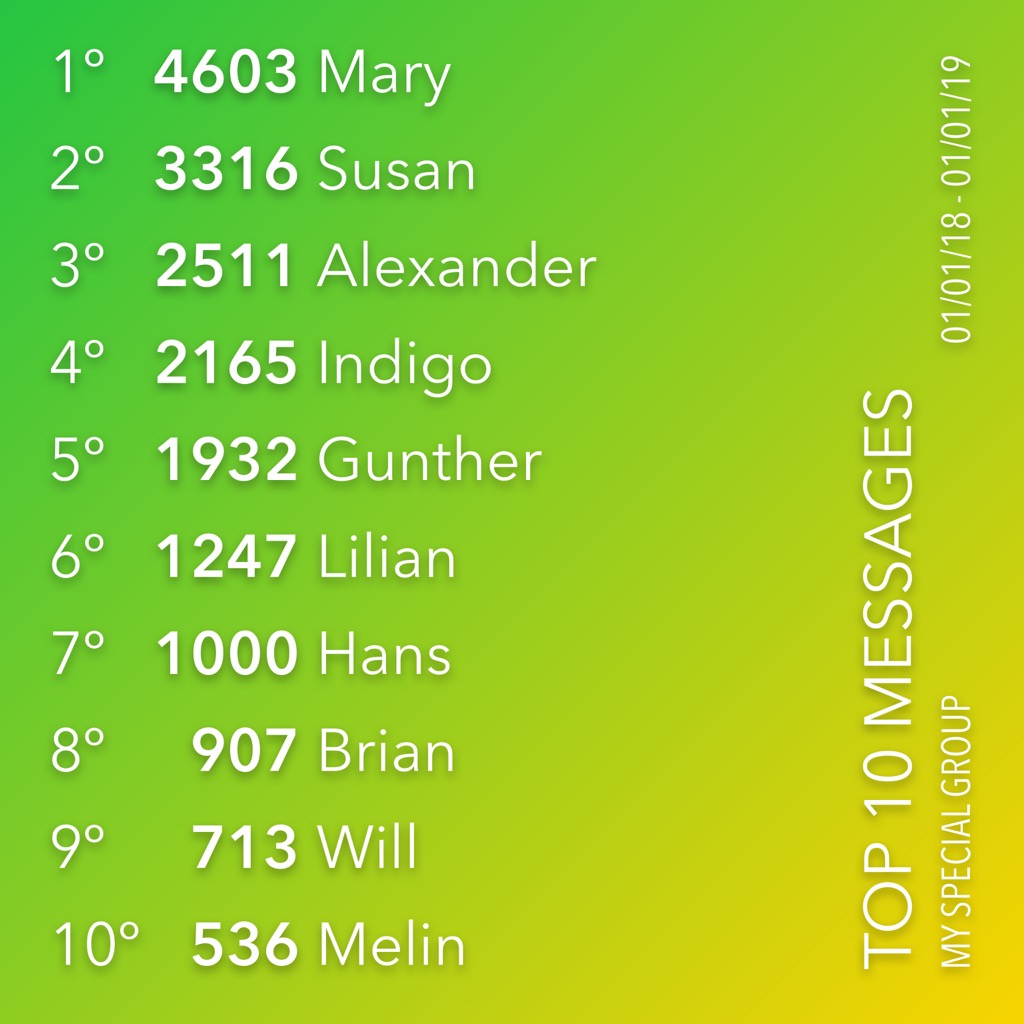 1° 4603 Mary
2° 3316 Susan
3° 2511 Alexander
4° 2165 Indigo
5° 1932 Gunther
6° 1247 Lilian
7° 1000 Hans
8° 907 Brian
9° 713 Will
10° 536 Melin
TOP 10 MESSAGES
MY SPECIAL GROUP
01/01/18 - 01/01/19